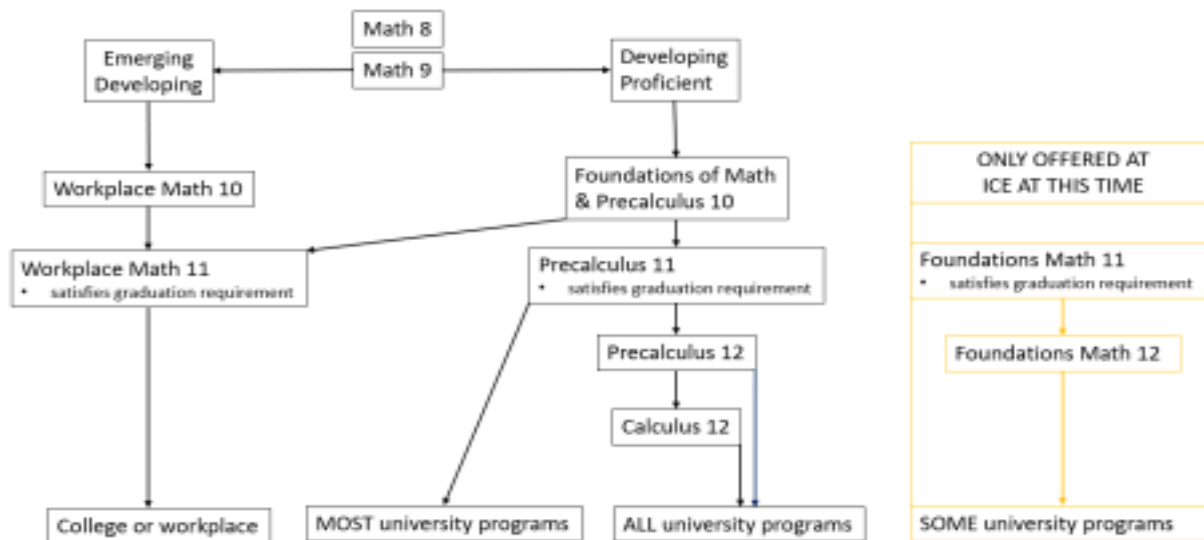 Math 8
Emerging
Developing
Math 9
Developing
Proficient
Workplace Math 10
Foundations of Math
& Precalculus 10
ONLY OFFERED AT
ICE AT THIS TIME
Workplace Math 11
• satisfies graduation requirement
Precalculus 11
• satisfies graduation requirement
Foundations Math 11
• satisfies graduation requirement
Precalculus 12
Foundations Math 12
Calculus 12
College or workplace
MOST university programs
ALL university programs
SOME university programs